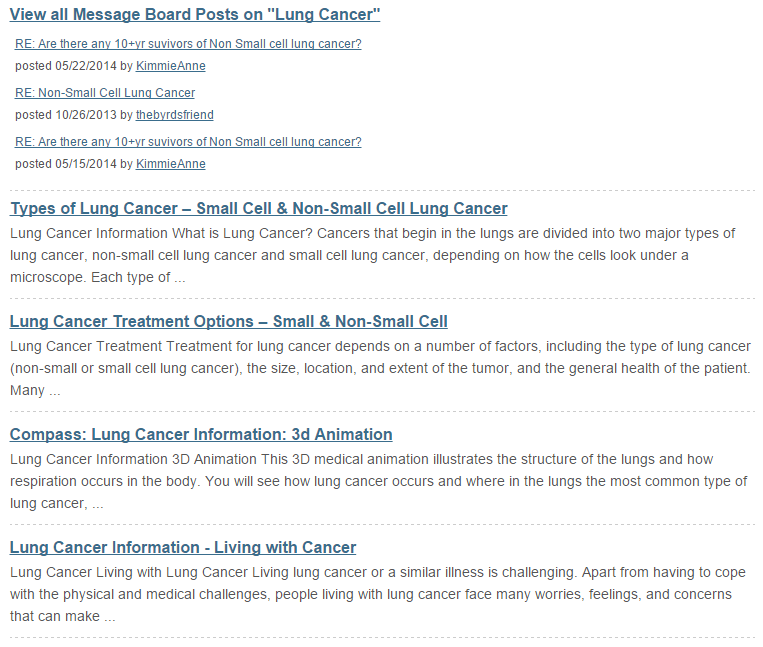 View all Message Board Posts on "Lung Cancer"
RE: Are there any 10+yr suvivors of Non Small cell lung cancer?
posted 05/22/2014 by KimmieAnne
RE: Non-Small Cell Lung Cancer
posted 10/26/2013 by thebyrdsfriend
RE: Are there any 10+yr suvivors of Non Small cell lung cancer?
posted 05/15/2014 by KimmieAnne
Types of Lung Cancer – Small Cell & Non-Small Cell Lung Cancer
Lung Cancer Information What is Lung Cancer? Cancers that begin in the lungs are divided into two major types of
lung cancer, non-small cell lung cancer and small cell lung cancer, depending on how the cells look under a
microscope. Each type of ...
Lung Cancer Treatment Options – Small & Non-Small Cell
Lung Cancer Treatment Treatment for lung cancer depends on a number of factors, including the type of lung cancer
(non-small or small cell lung cancer), the size, location, and extent of the tumor, and the general health of the patient.
Many ...
Compass: Lung Cancer Information: 3d Animation
Lung Cancer Information 3D Animation This 3D medical animation illustrates the structure of the lungs and how
respiration occurs in the body. You will see how lung cancer occurs and where in the lungs the most common type of
lung cancer, ...
Lung Cancer Information - Living with Cancer
Lung Cancer Living with Lung Cancer Living lung cancer or a similar illness is challenging. Apart from having to cope
with the physical and medical challenges, people living with lung cancer face many worries, feelings, and concerns
that can make ...